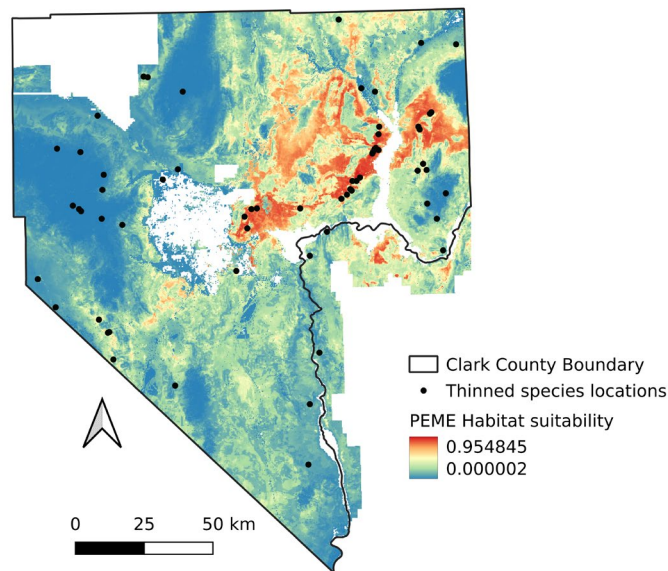 Clark County Boundary
Thinned species locations
PEME Habitat suitability
0.954845
0.000002
0 25 50 km